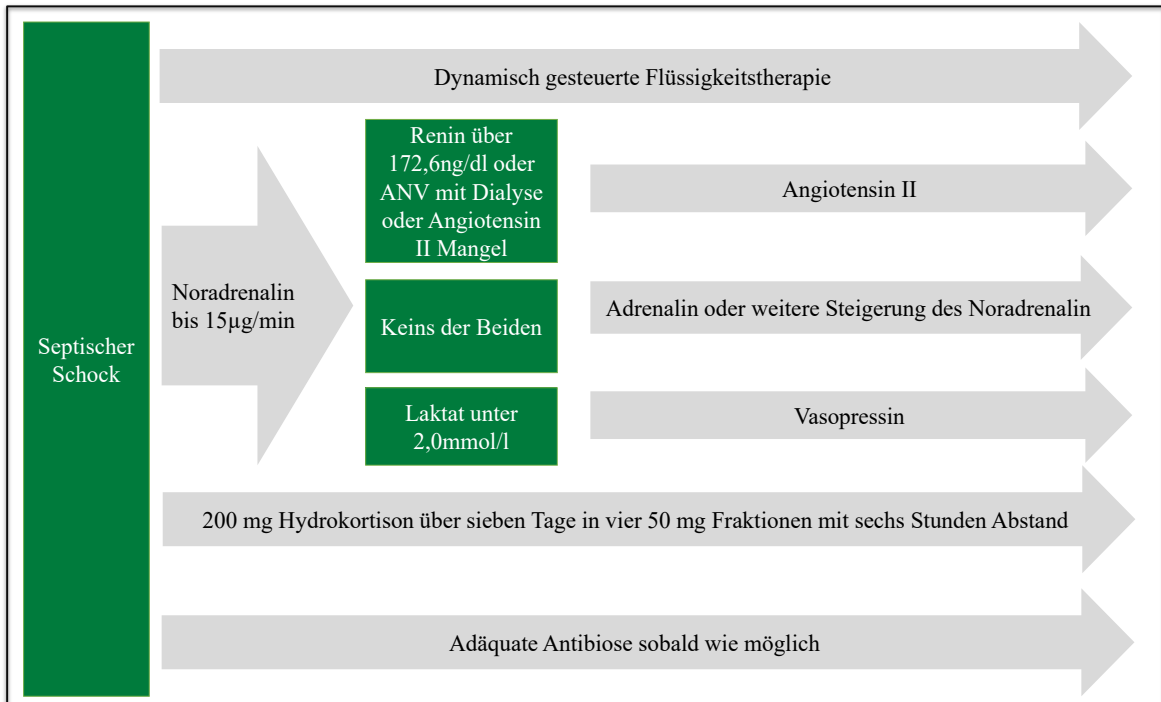 Septischer
Schock
Dynamisch gesteuerte Flüssigkeitstherapie
Noradrenalin
bis 15µg/min
Renin über
172,6ng/dl oder
ANV mit Dialyse
oder Angiotensin
II Mangel
Angiotensin II
Keins der Beiden
Adrenalin oder weitere Steigerung des Noradrenalin
Laktat unter
2,0mmol/l
Vasopressin
200 mg Hydrokortison über sieben Tage in vier 50 mg Fraktionen mit sechs Stunden Abstand
Adäquate Antibiose sobald wie möglich